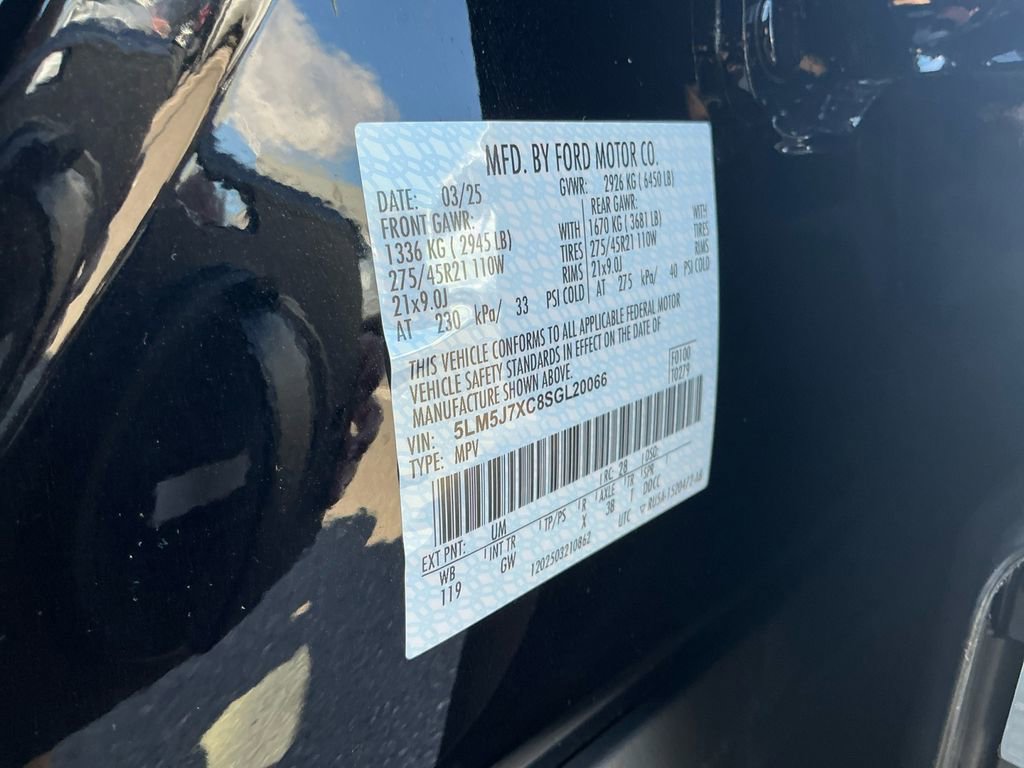 MFD. BY FORD MOTOR CO.
DATE: 03/25 GVWR: 2926 KG ( 6450 LB)
FRONT GAWR: REAR GAWR:
1336 KG ( 2945 LB) WITH 1670 KG ( 3681 LB) WITH
275/45R21 110W TIRES 275/45R21 110W TIRES
21x9.0J RIMS 21x9.0J RIMS
AT 230 kPa/ 33 PSI COLD AT 275 kPa/ 40 PSI COLD
THIS VEHICLE CONFORMS TO ALL APPLICABLE FEDERAL MOTOR
VEHICLE SAFETY STANDARDS IN EFFECT ON THE DATE OF
MANUFACTURE SHOWN ABOVE.
F0100
T0279
VIN: 5LM5J7XC8SGL20066
TYPE: MPV
EXT PNT: UM RC: 28 DSO:
WB INT TR TP/PS R AXLE TR SPR
119 GW X 38 1 DDCC
1202503210862 UTC